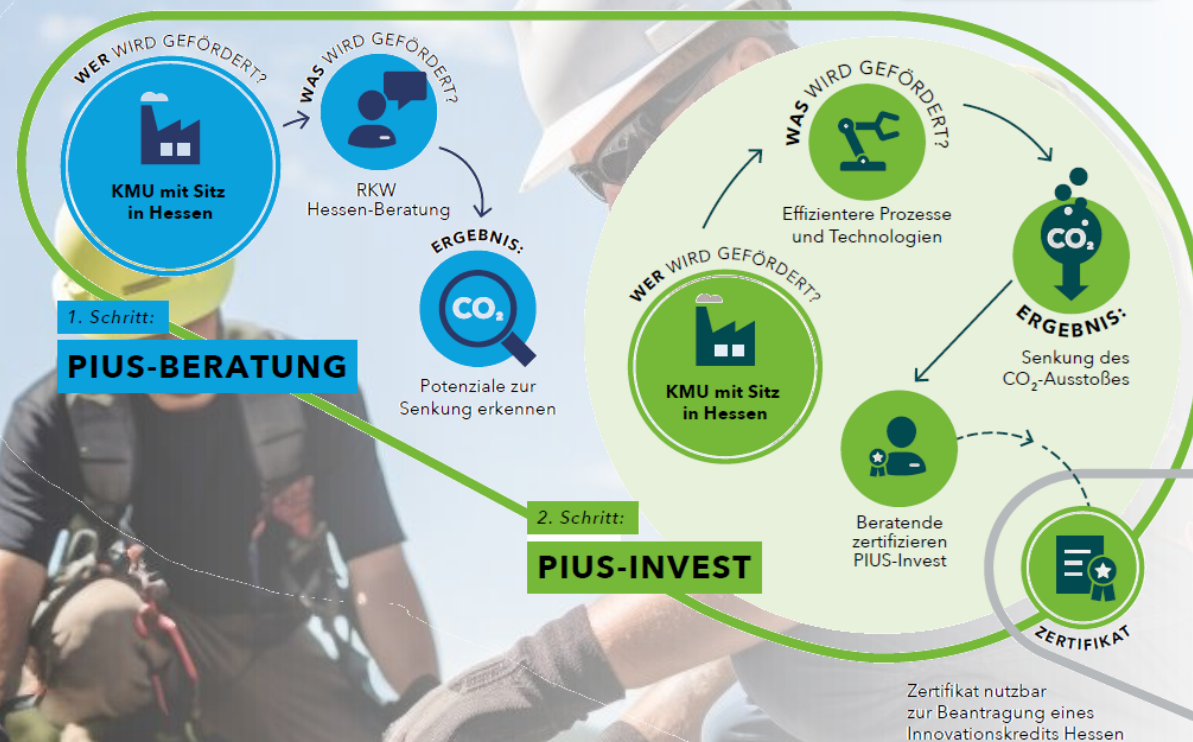 WER WIRD GEFÖRDERT?
KMU mit Sitz
in Hessen
WAS WIRD GEFÖRDERT?
RKW
Hessen-Beratung
ERGEBNIS:
CO₂
Potenziale zur
Senkung erkennen
1. Schritt:
PIUS-BERATUNG
WER WIRD GEFÖRDERT?
KMU mit Sitz
in Hessen
WAS WIRD GEFÖRDERT?
Effizientere Prozesse
und Technologien
CO₂
ERGEBNIS:
Senkung des
CO₂-Ausstoßes
Beratende
zertifizieren
PIUS-Invest
2. Schritt:
PIUS-INVEST
ZERTIFIKAT
Zertifikat nutzbar
zur Beantragung eines
Innovationskredits Hessen